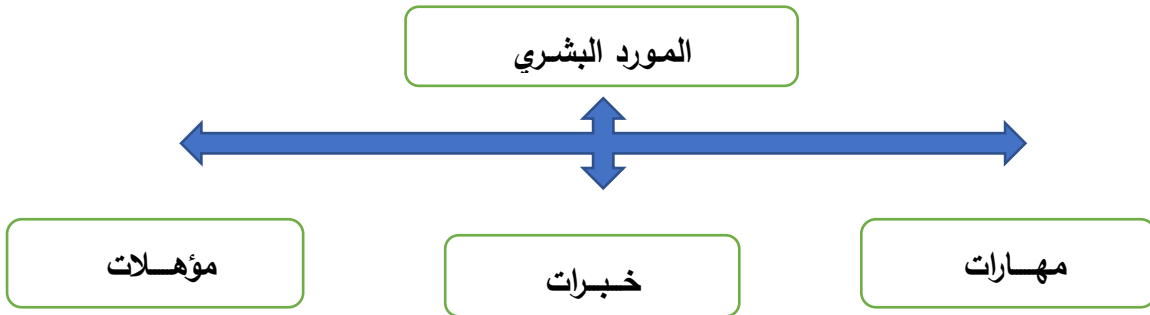 المورد البشري
مهارات
خبرات
مؤهلات